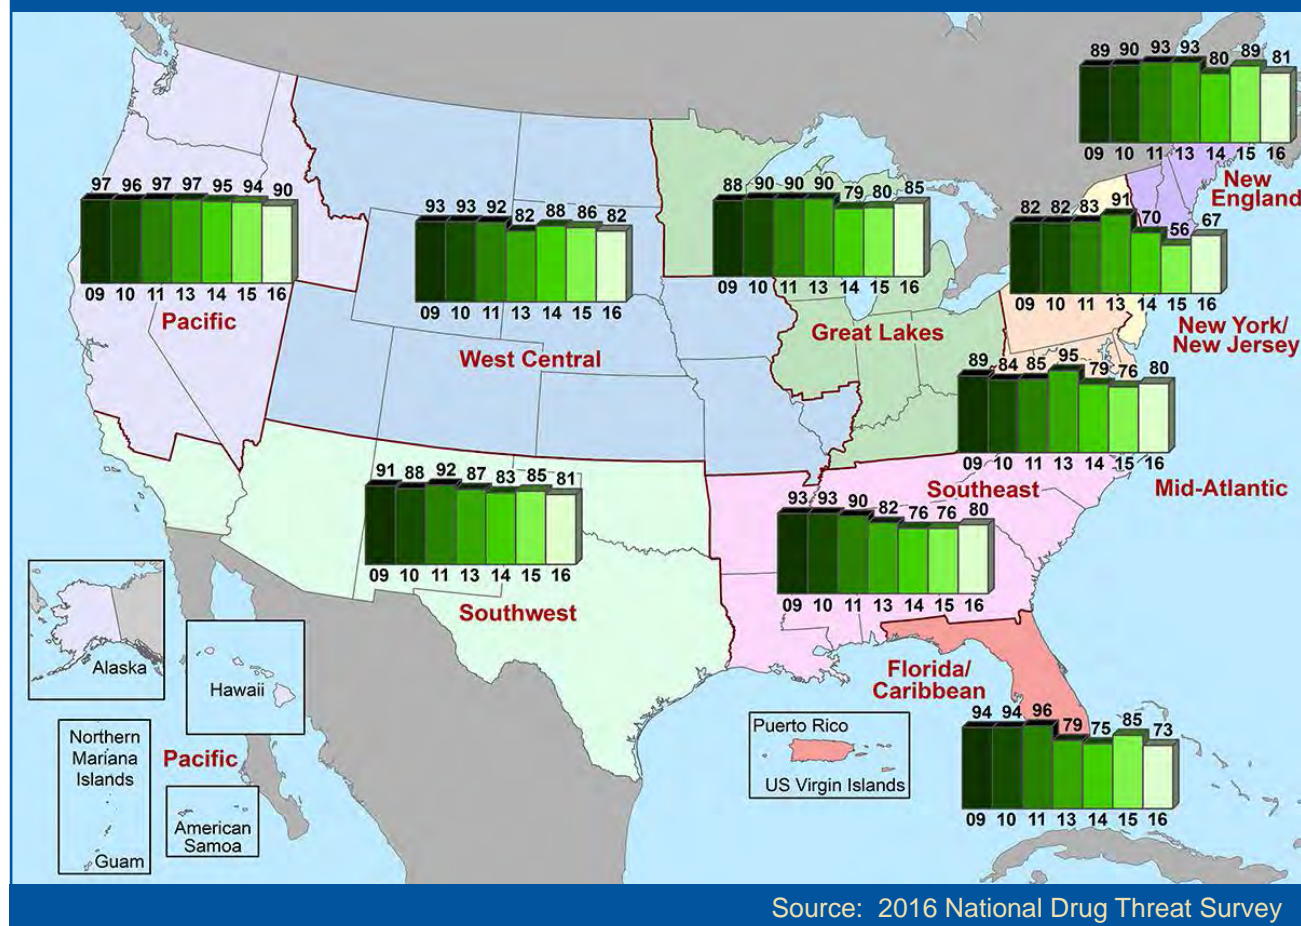 89 90 93 93 80 89 81
09 10 11 13 14 15 16
New
England
97 96 97 97 95 94 90
09 10 11 13 14 15 16
Pacific
93 93 92 82 88 86 82
09 10 11 13 14 15 16
West Central
88 90 90 90 79 80 85
09 10 11 13 14 15 16
Great Lakes
82 82 83 91 70 56 67
09 10 11 13 14 15 16
New York/
New Jersey
89 84 85 95 79 76 80
09 10 11 13 14 15 16
Mid-Atlantic
91 88 92 87 83 85 81
09 10 11 13 14 15 16
Southwest
Southeast
93 93 90 82 76 76 80
09 10 11 13 14 15 16
Florida/
Caribbean
94 94 96 79 75 85 73
09 10 11 13 14 15 16
Alaska
Hawaii
Northern
Mariana
Islands
Guam
Pacific
American
Samoa
Puerto Rico
US Virgin Islands
Source: 2016 National Drug Threat Survey